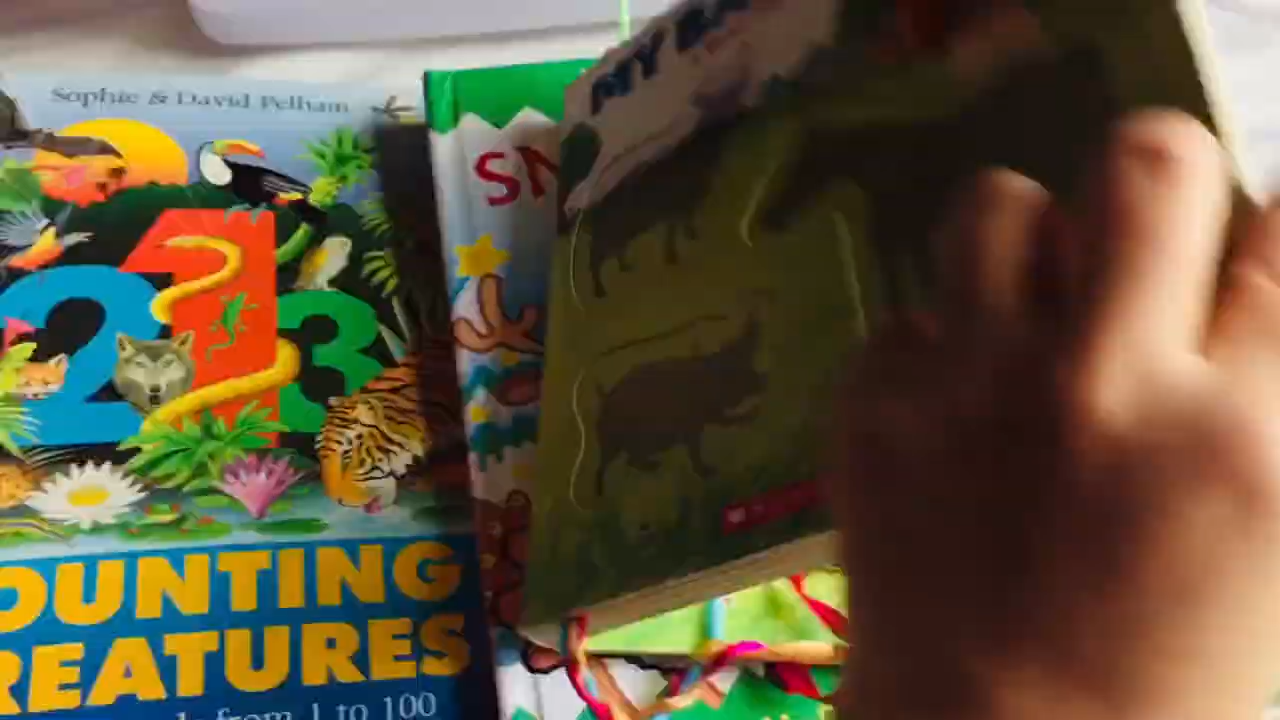 Sophie & David Pelham
123
OUNTING
REATURES
from 1 to 100
SN
MY